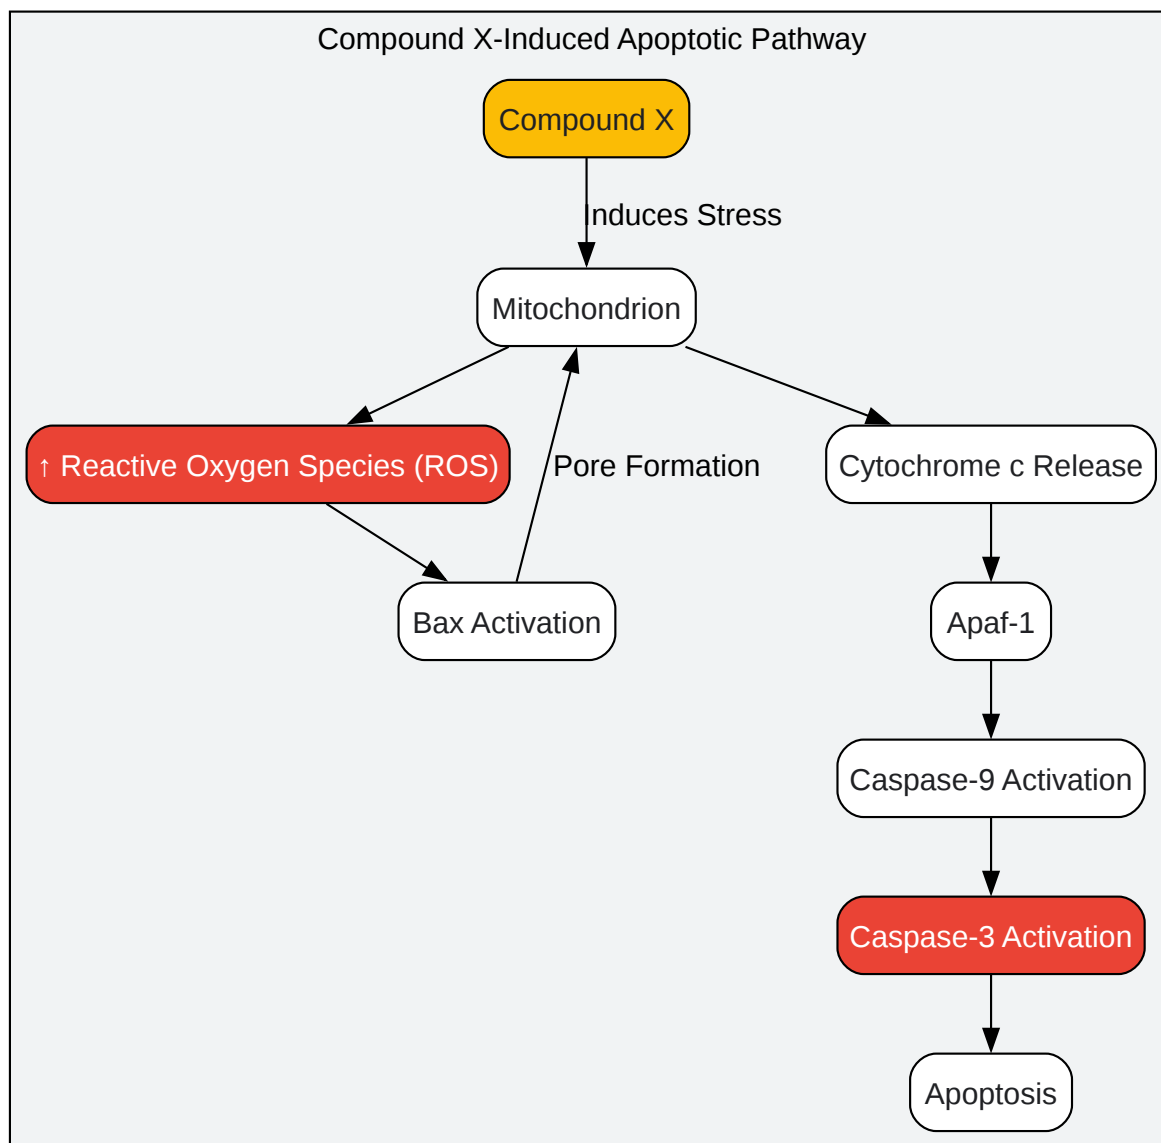 Compound X-Induced Apoptotic Pathway
Compound X
Induces Stress
Mitochondrion
↑ Reactive Oxygen Species (ROS)
Pore Formation
Cytochrome c Release
Bax Activation
Apaf-1
Caspase-9 Activation
Caspase-3 Activation
Apoptosis